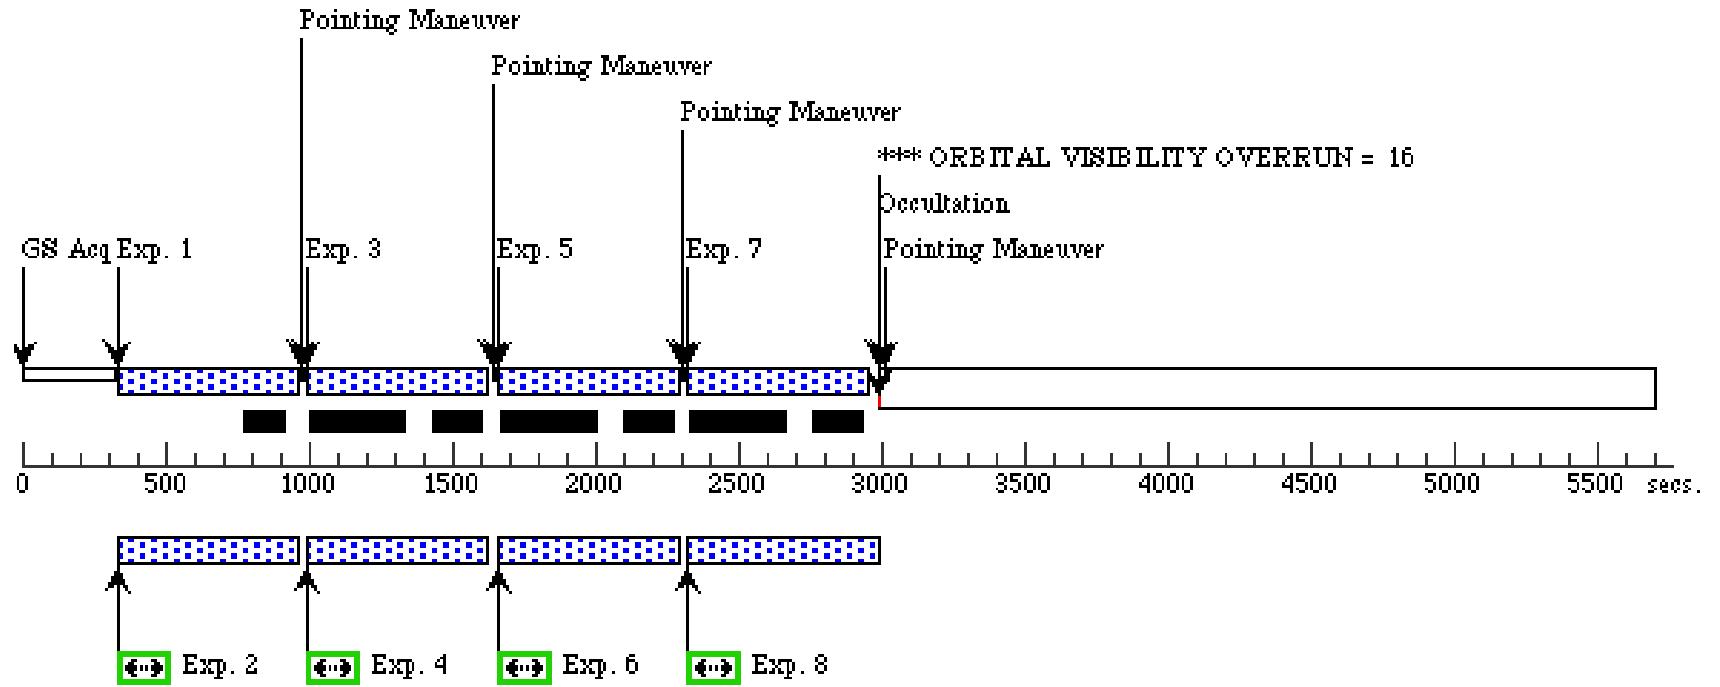 Pointing Maneuver
Pointing Maneuver
Pointing Maneuver
*** ORBITAL VISIBILITY OVERRUN = 16
Occultation
GS Acq Exp. 1 Exp. 3 Exp. 5 Exp. 7 Pointing Maneuver
0 500 1000 1500 2000 2500 3000 3500 4000 4500 5000 5500 secs.
Exp. 2 Exp. 4 Exp. 6 Exp. 8